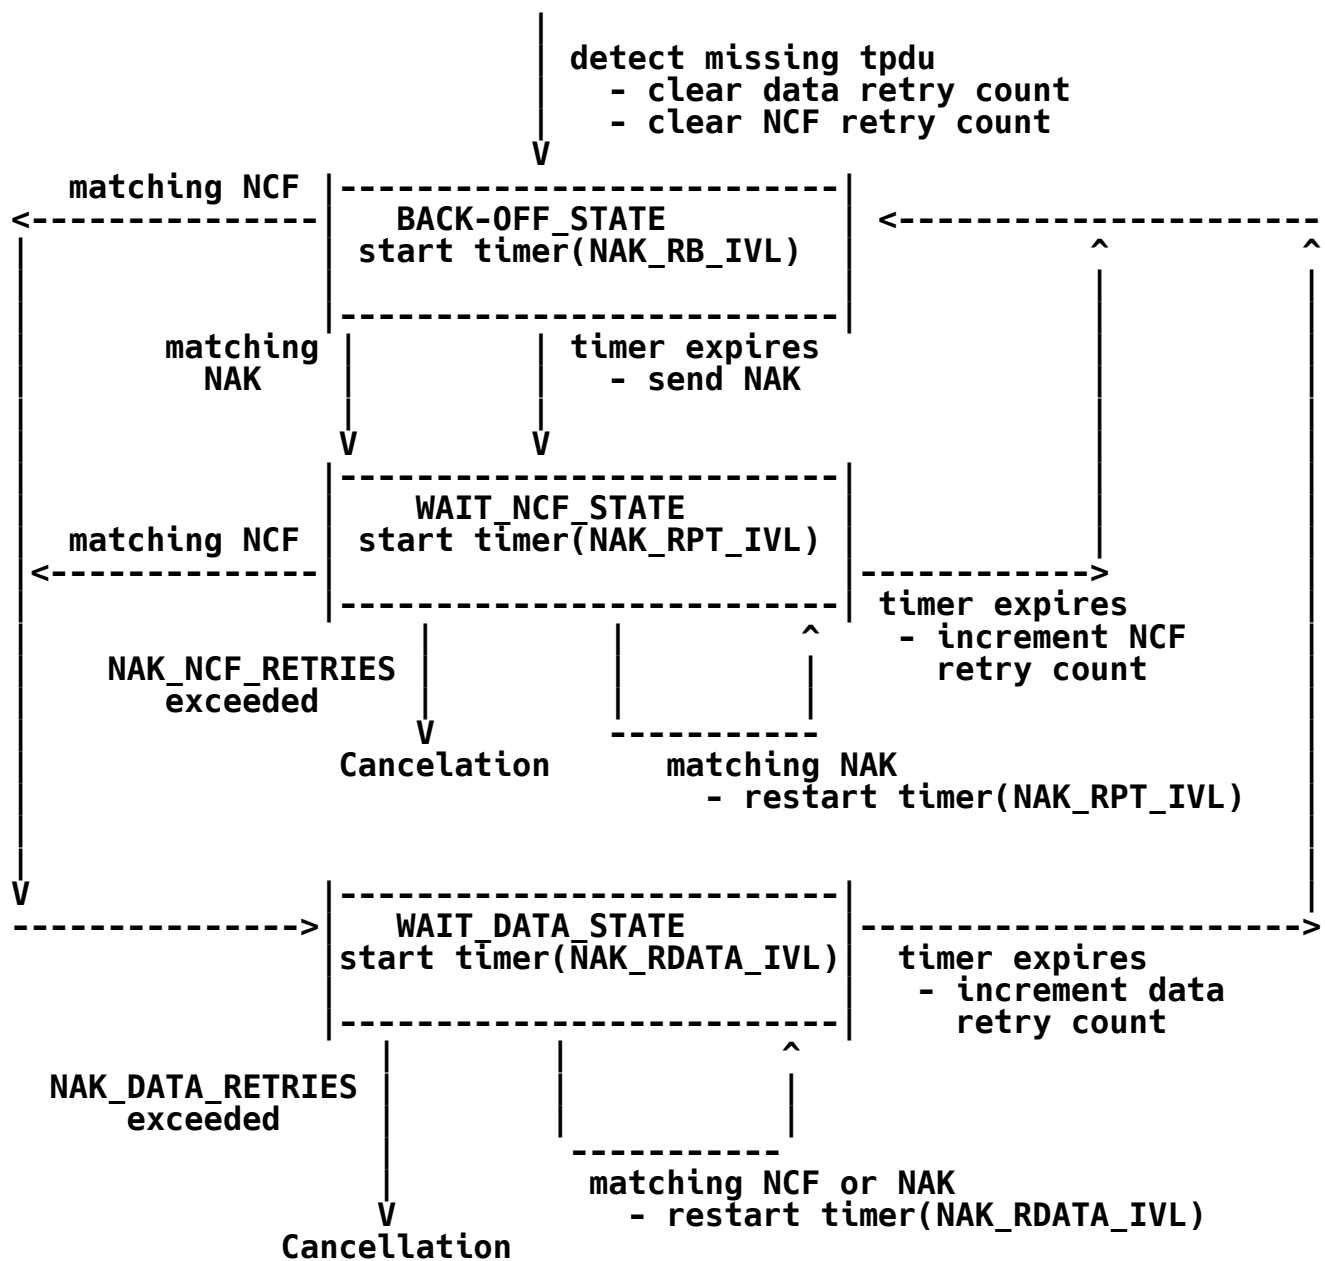 detect missing tpdu
- clear data retry count
- clear NCF retry count
matching NCF
BACK-OFF_STATE
start timer(NAK_RB_IVL)
matching
NAK
timer expires
- send NAK
WAIT_NCF_STATE
matching NCF
start timer(NAK_RPT_IVL)
timer expires
- increment NCF
retry count
NAK_NCF_RETRIES
exceeded
Cancelation
matching NAK
- restart timer(NAK_RPT_IVL)
WAIT_DATA_STATE
start timer(NAK_RDATA_IVL)
timer expires
- increment data
retry count
NAK_DATA_RETRIES
exceeded
matching NCF or NAK
- restart timer(NAK_RDATA_IVL)
Cancellation